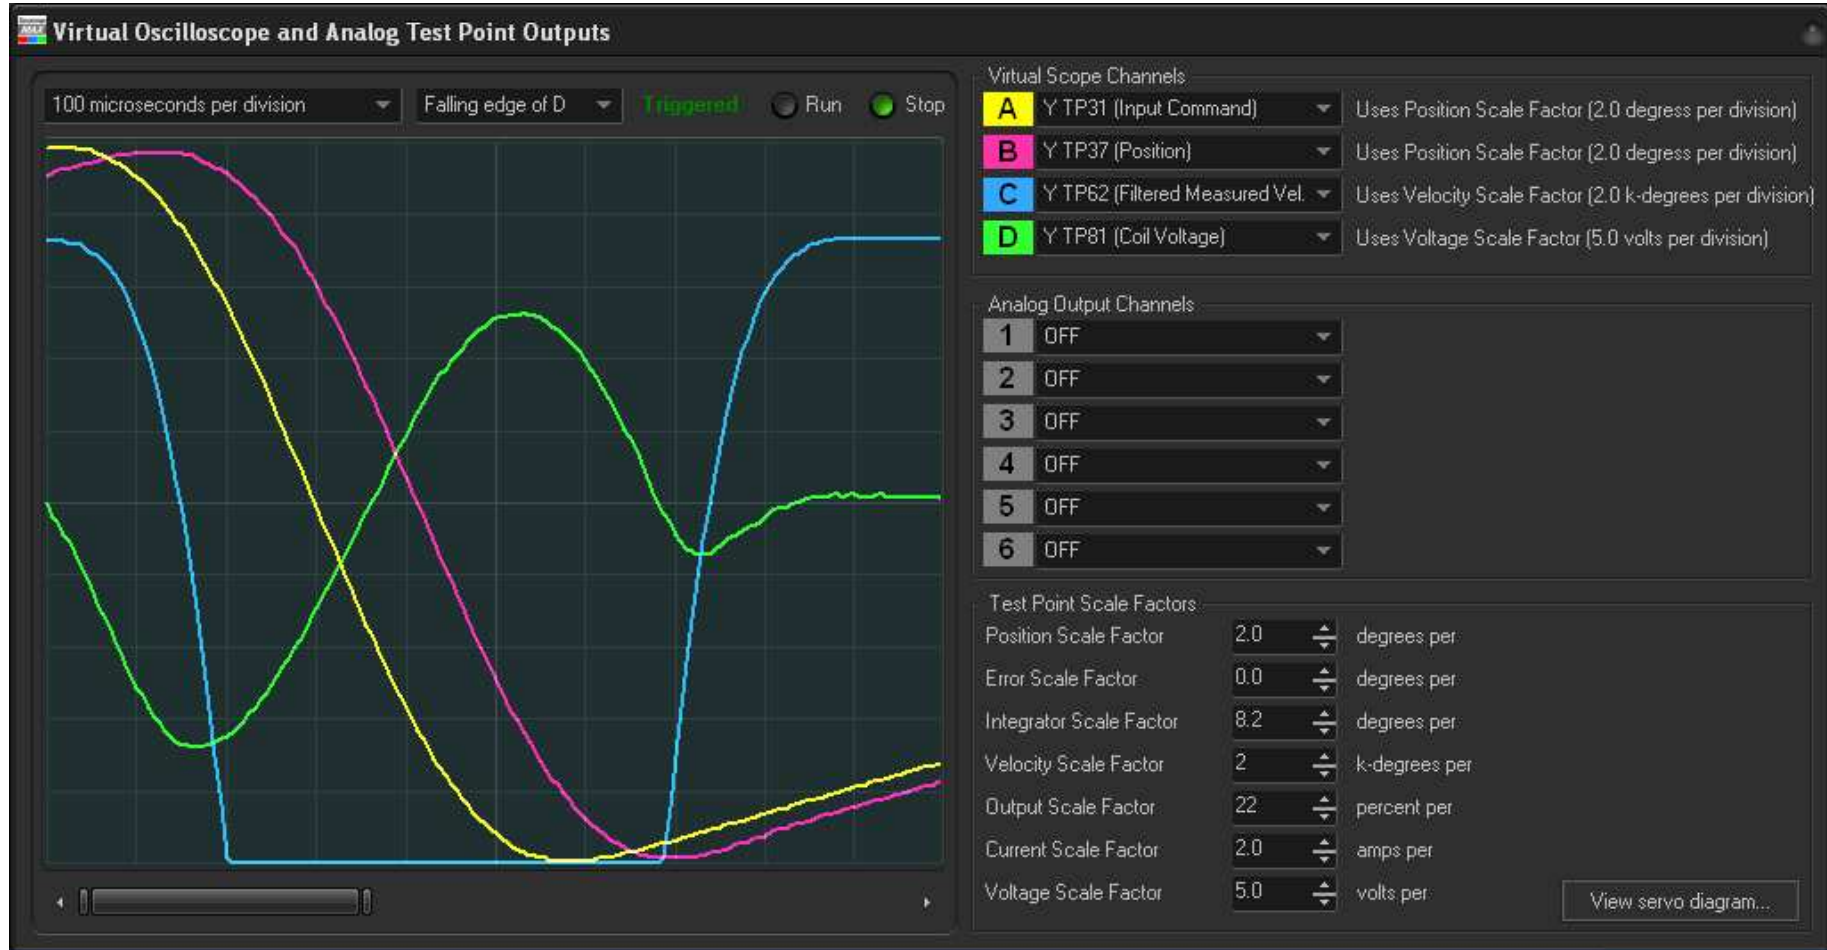 Virtual Oscilloscope and Analog Test Point Outputs
100 microseconds per division
Falling edge of D
Triggered
Run
Stop
Virtual Scope Channels
A Y TP31 (Input Command) Uses Position Scale Factor (2.0 degress per division)
B Y TP37 (Position) Uses Position Scale Factor (2.0 degress per division)
C Y TP62 (Filtered Measured Vel. Uses Velocity Scale Factor (2.0 k-degrees per division)
D Y TP81 (Coil Voltage) Uses Voltage Scale Factor (5.0 volts per division)
Analog Output Channels
1 OFF
2 OFF
3 OFF
4 OFF
5 OFF
6 OFF
Test Point Scale Factors
Position Scale Factor 2.0 degrees per
Error Scale Factor 0.0 degrees per
Integrator Scale Factor 8.2 degrees per
Velocity Scale Factor 2 k-degrees per
Output Scale Factor 22 percent per
Current Scale Factor 2.0 amps per
Voltage Scale Factor 5.0 volts per
View servo diagram...